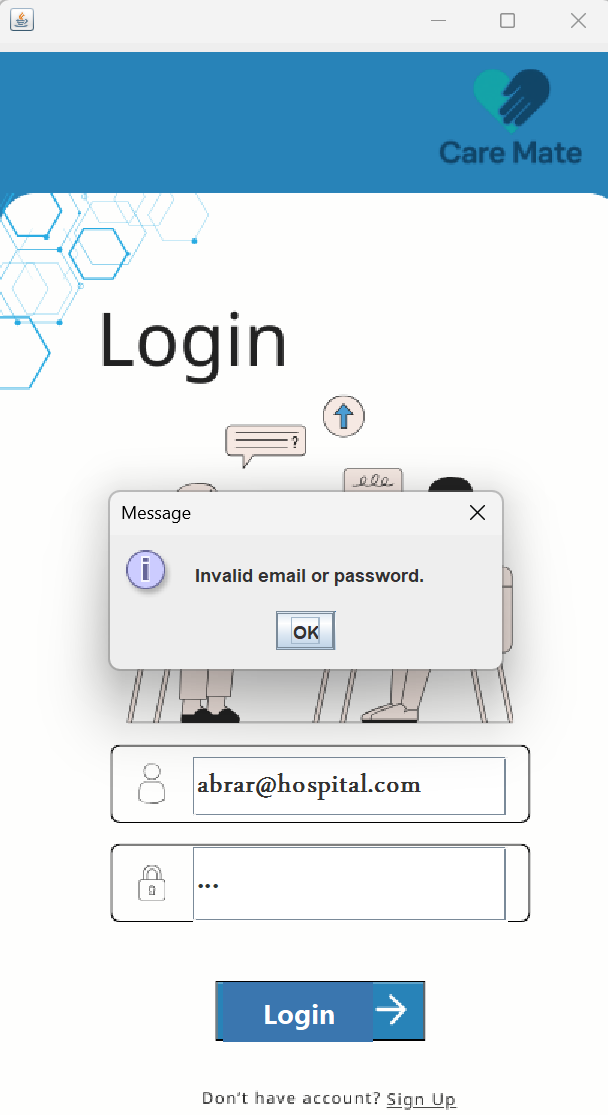 Care Mate
Login
?
Message
Invalid email or password.
OK
abrar@hospital.com
...
Login
Don't have account? Sign Up